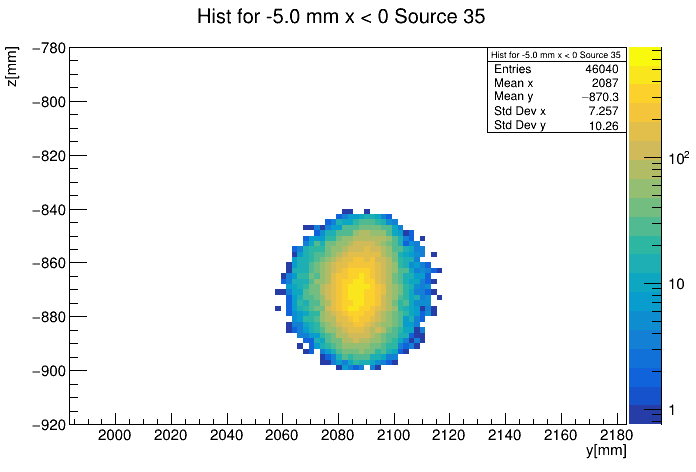 Hist for -5.0 mm x < 0 Source 35
z[mm]
−780
−800
−820
−840
−860
−880
−900
−920
Hist for -5.0 mm x < 0 Source 35
Entries 46040
Mean x 2087
Mean y −870.3
Std Dev x 7.257
Std Dev y 10.26
10²
10
1
2000 2020 2040 2060 2080 2100 2120 2140 2160 2180
y[mm]